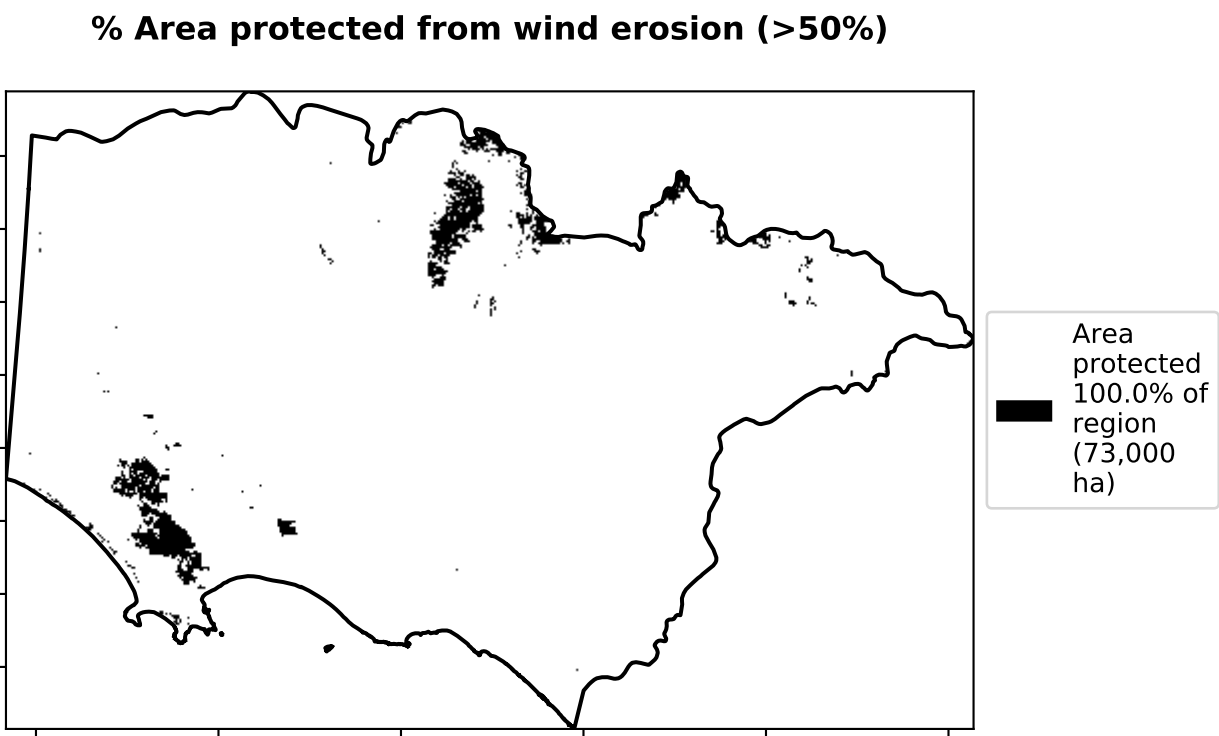 % Area protected from wind erosion (>50%)
Area
protected
100.0% of
region
(73,000
ha)